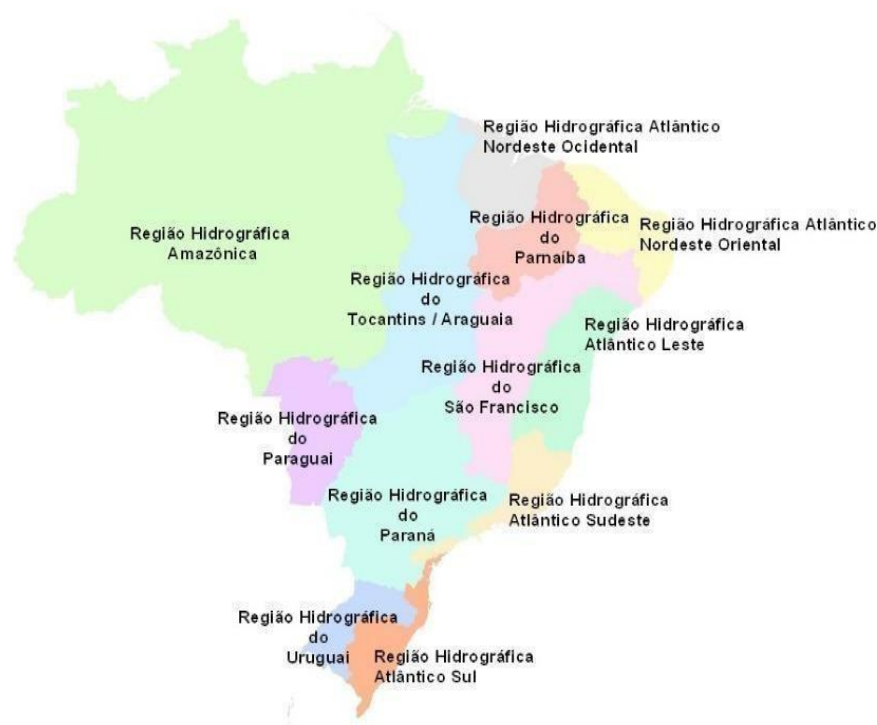 Região Hidrográfica Atlântico
Nordeste Ocidental
Região Hidrográfica
do
Parnaíba
Região Hidrográfica Atlântico
Nordeste Oriental
Região Hidrográfica
Amazônica
Região Hidrográfica
do
Tocantins / Araguaia
Região Hidrográfica
Atlântico Leste
Região Hidrográfica
do
São Francisco
Região Hidrográfica
do
Paraguai
Região Hidrográfica
do
Paraná
Região Hidrográfica
Atlântico Sudeste
Região Hidrográfica
do
Uruguai
Região Hidrográfica
Atlântico Sul